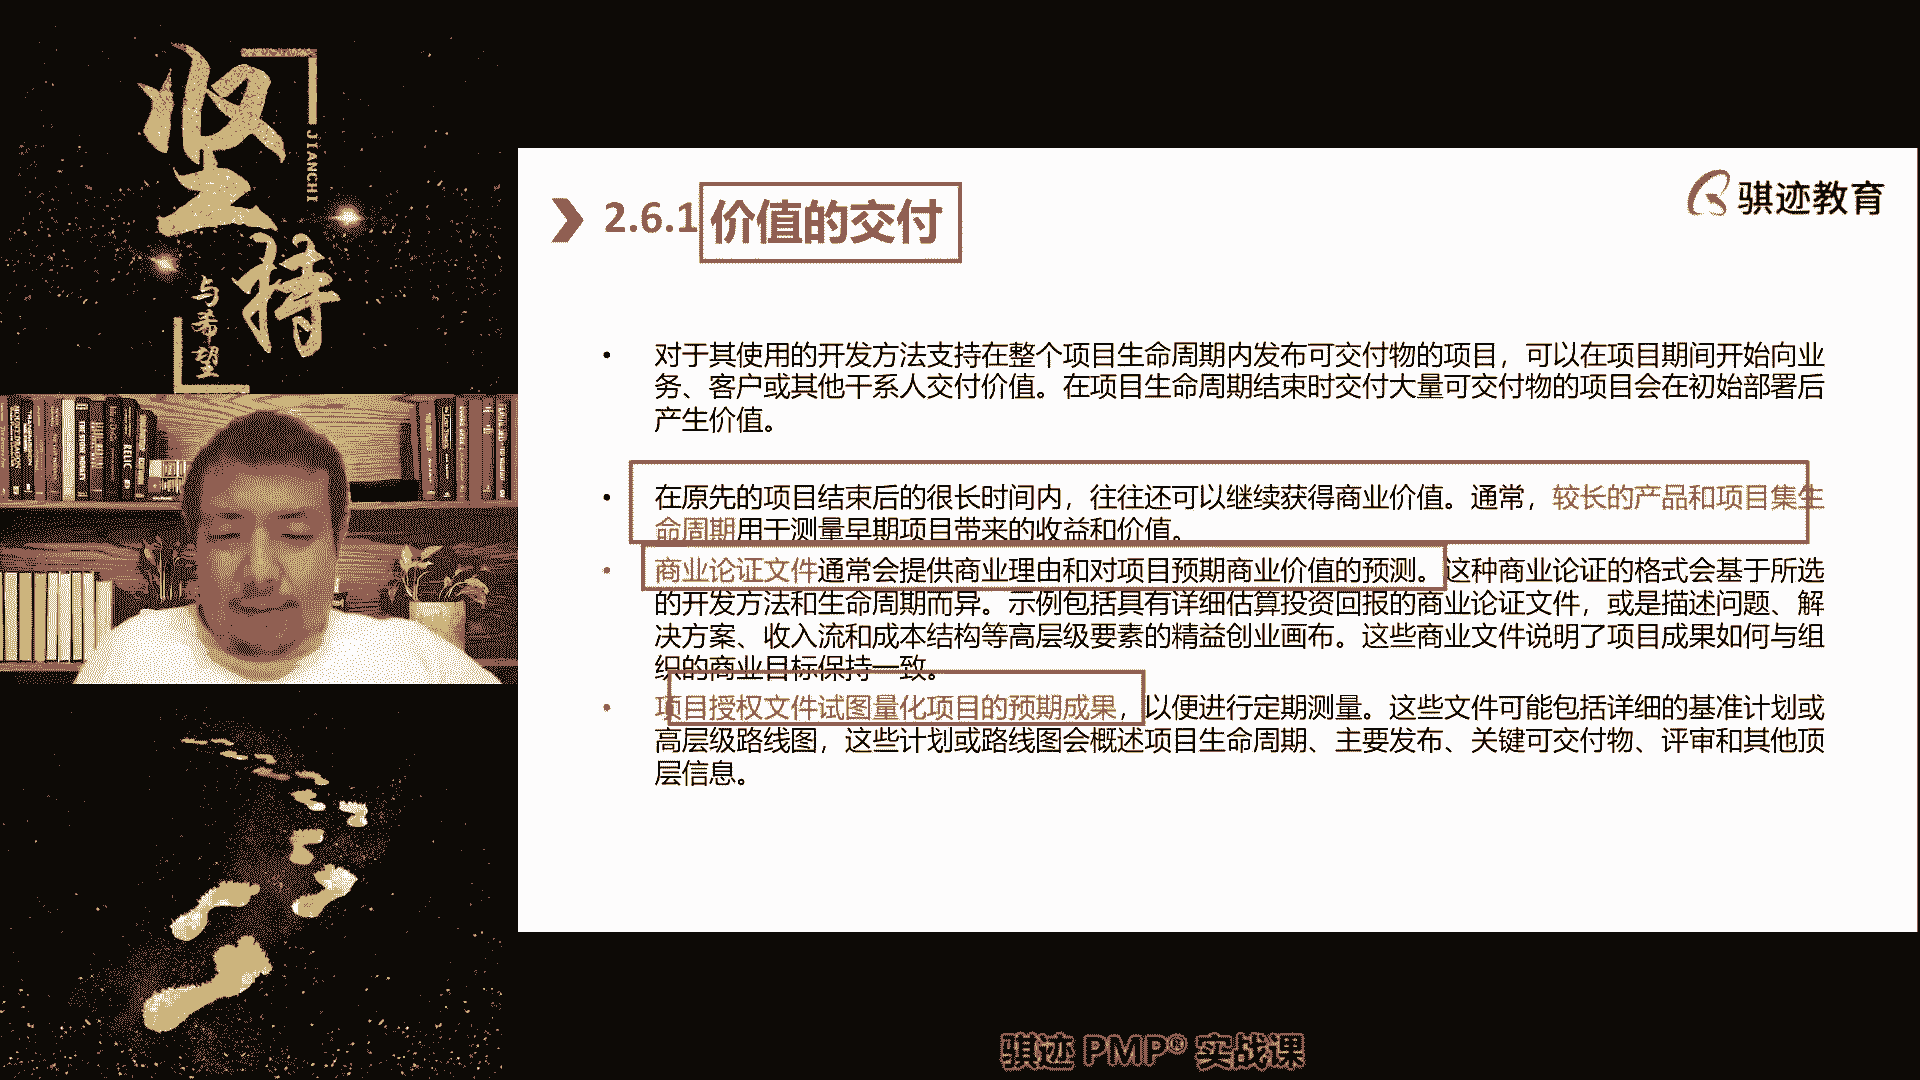 坚持
JIANCHI
与希望
骐迹教育
2.6.1 价值的交付
• 对于其使用的开发方法支持在整个项目生命周期内发布可交付物的项目，可以在项目期间开始向业
务、客户或其他干系人交付价值。在项目生命周期结束时交付大量可交付物的项目会在初始部署后
产生价值。
• 在原先的项目结束后的很长时间内，往往还可以继续获得商业价值。通常，较长的产品和项目集生
命周期用于测量早期项目带来的收益和价值。
• 商业论证文件通常会提供商业理由和对项目预期商业价值的预测。这种商业论证的格式会基于所选
的开发方法和生命周期而异。示例包括具有详细估算投资回报的商业论证文件，或是描述问题、解
决方案、收入流和成本结构等高层级要素的精益创业画布。这些商业文件说明了项目成果如何与组
织的商业目标保持一致。
• 项目授权文件试图量化项目的预期成果，以便进行定期测量。这些文件可能包括详细的基准计划或
高层级路线图，这些计划或路线图会概述项目生命周期、主要发布、关键可交付物、评审和其他顶
层信息。
骐迹 PMP® 实战课